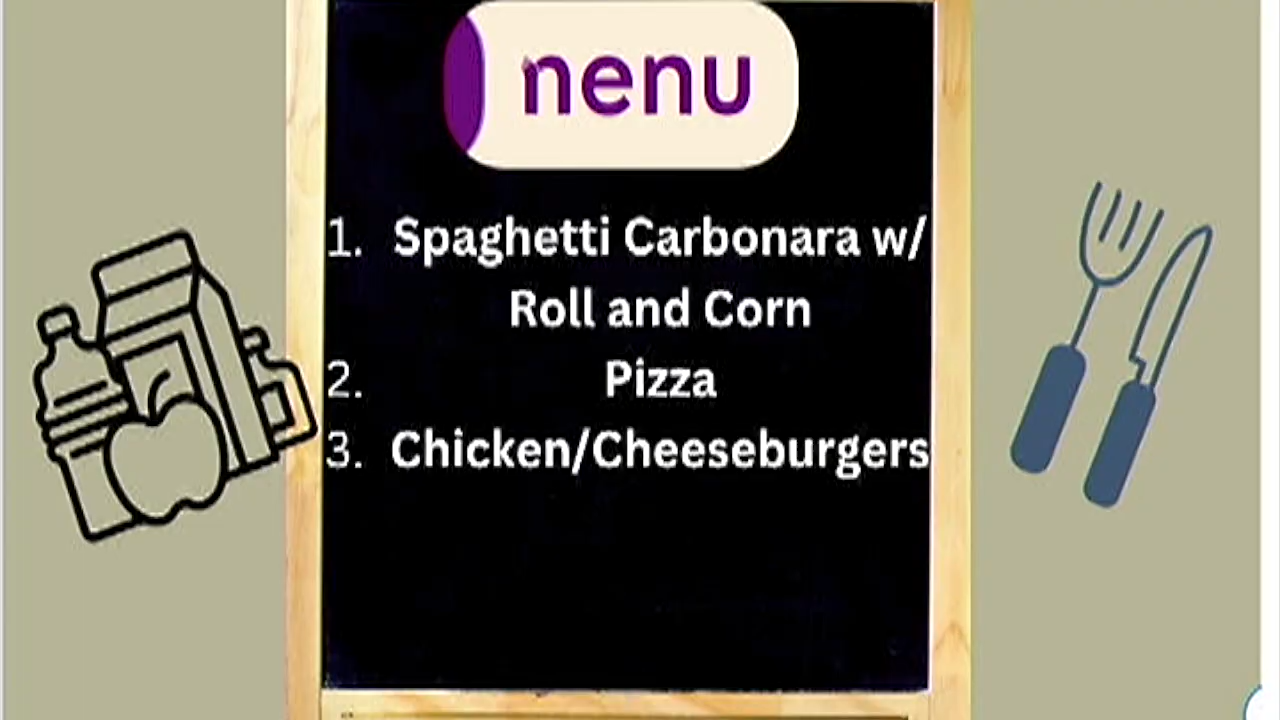 nenu
1. Spaghetti Carbonara w/
Roll and Corn
2. Pizza
3. Chicken/Cheeseburgers